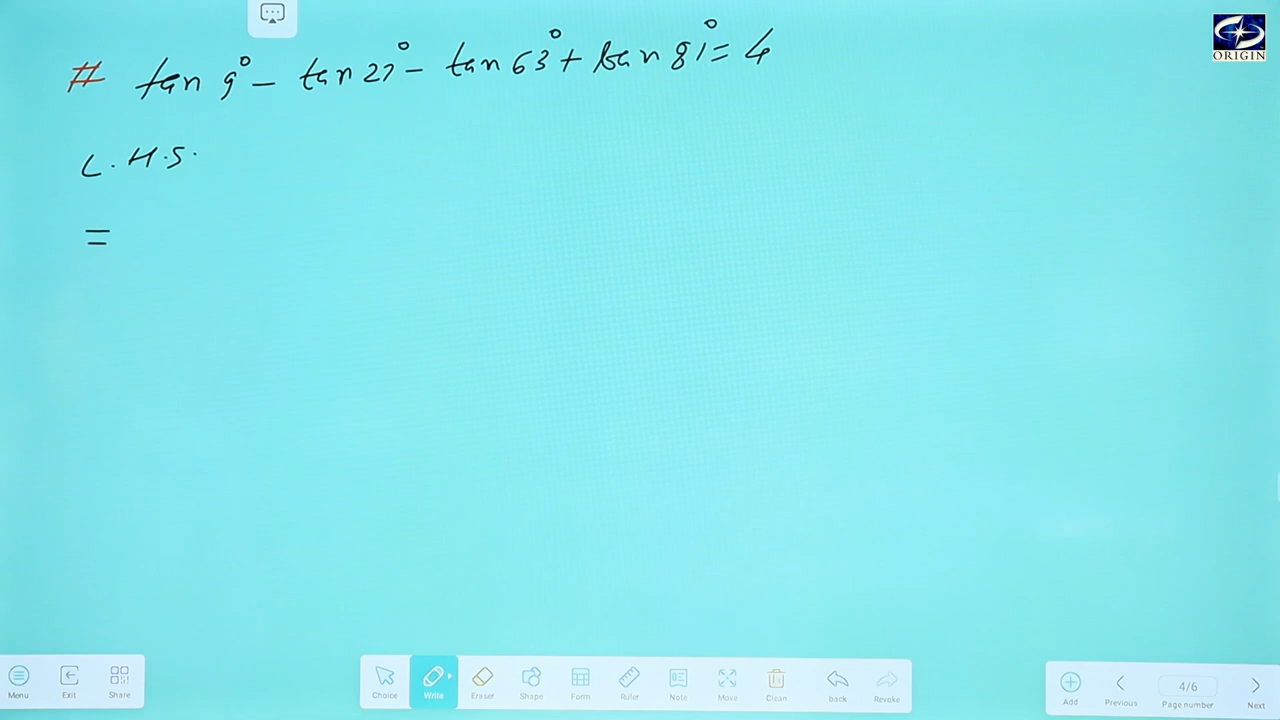 # tan 9° - tan 27° - tan 63° + tan 81° = 4
L.H.S.
=
ORIGIN
Menu Exit Share Choice Write Eraser Shape Form Ruler Note Move Clean back Revoke Add Previous 4/6 Page number Next